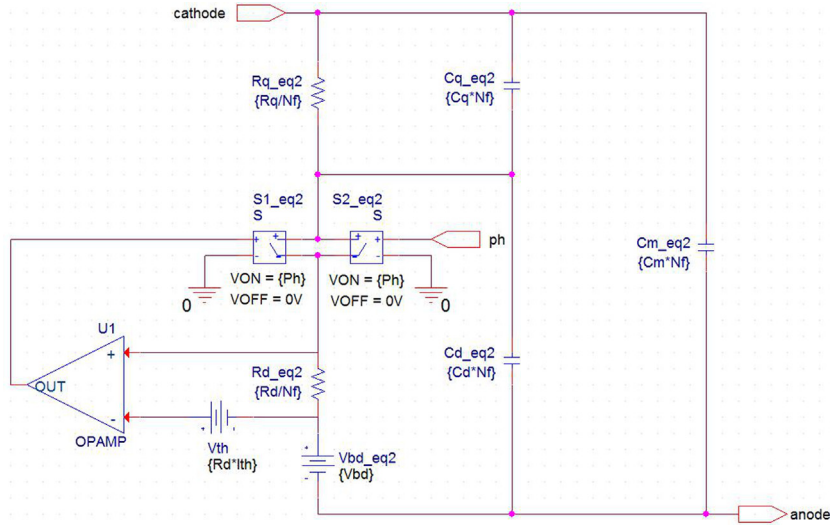 cathode
Rq_eq2
{Rq/Nf}
Cq_eq2
{Cq*Nf}
S1_eq2
S
S2_eq2
S
+
-
+
-
+
-
+
-
ph
Cm_eq2
{Cm*Nf}
VON = {Ph}
VOFF = 0V
VON = {Ph}
VOFF = 0V
0
0
U1
+
OUT
-
OPAMP
Rd_eq2
{Rd/Nf}
Cd_eq2
{Cd*Nf}
Vth
{Rd*Ith}
+
-
Vbd_eq2
{Vbd}
+
-
anode